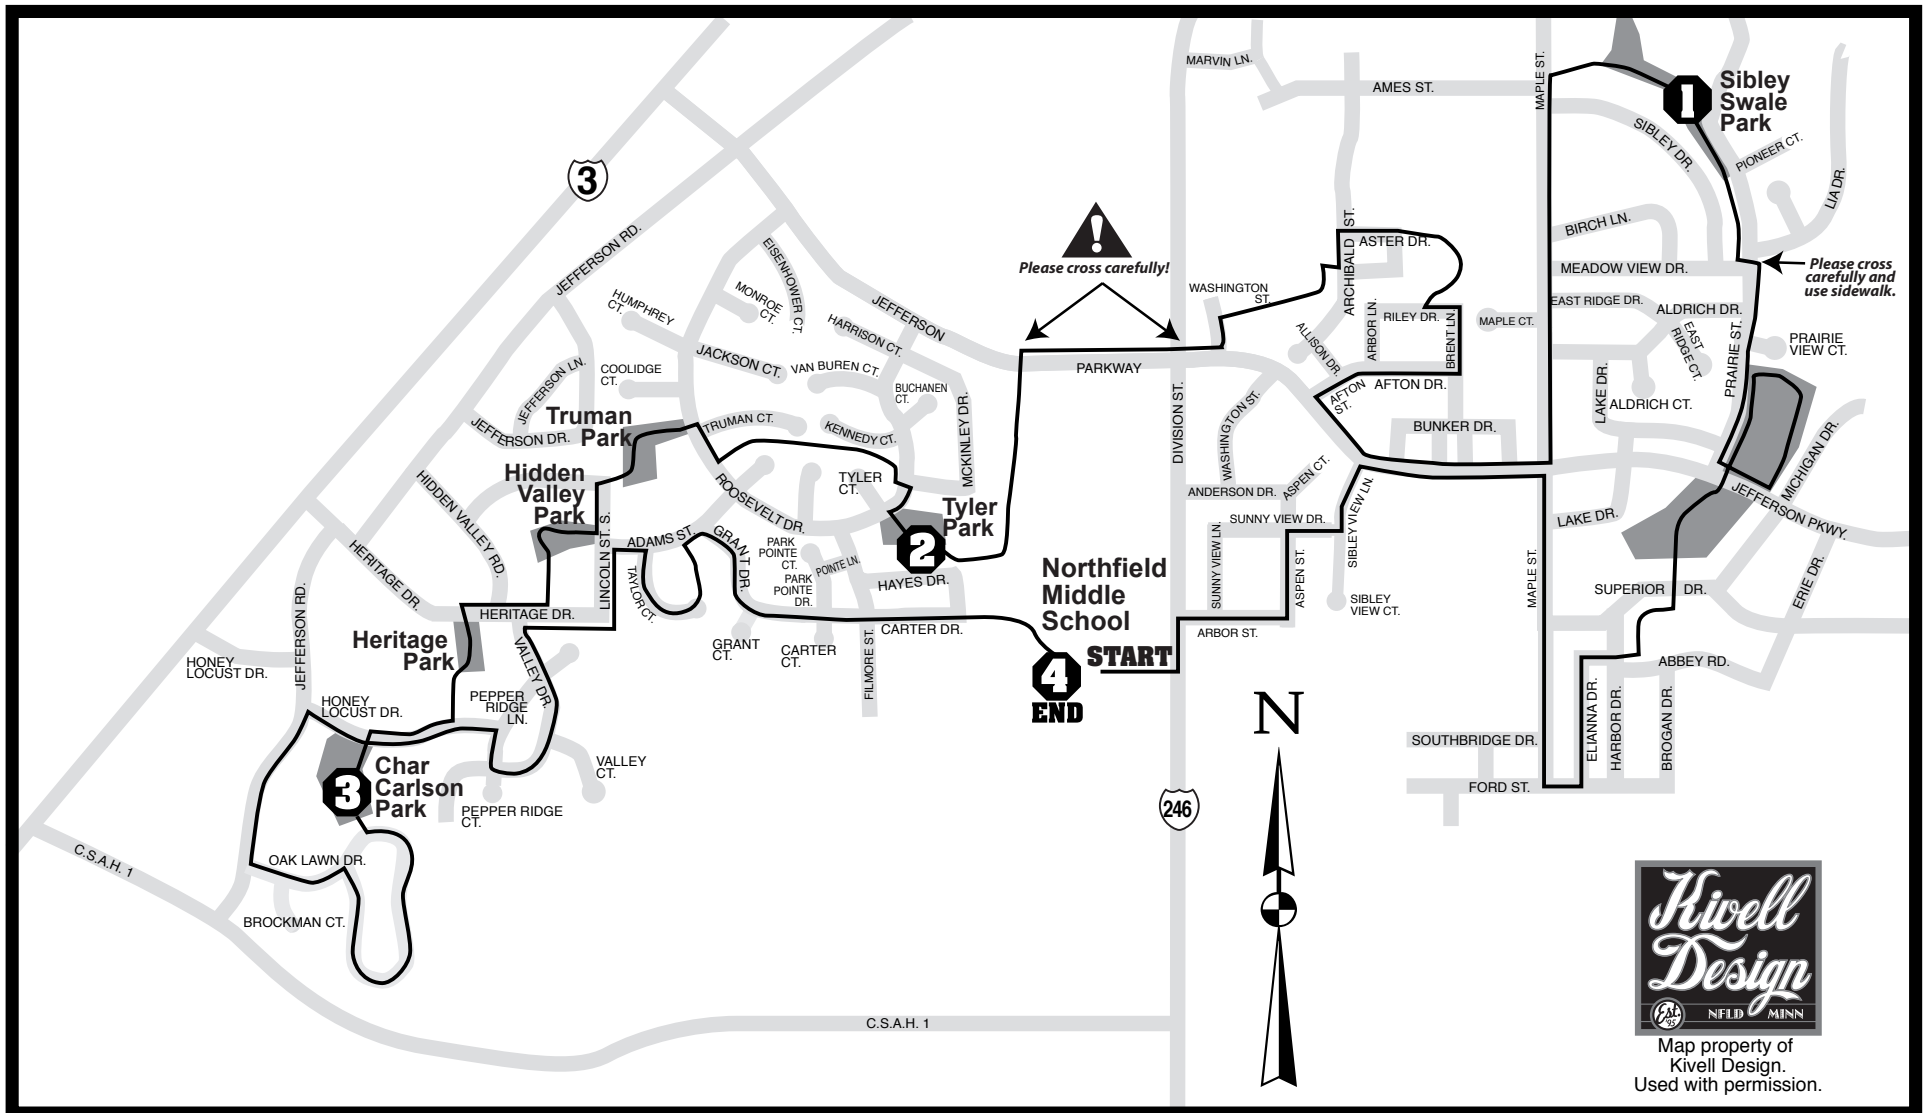 MARVIN LN.
AMES ST.
MAPLE ST.
1
Sibley
Swale
Park
SIBLEY DR.
PIONEER CT.
LIA DR.
3
JEFFERSON RD.
EISENHOWER CT.
MONROE
CT.
HUMPHREY
CT.
JEFFERSON
HARRISON CT.
JACKSON CT.
VAN BUREN CT.
BUCHANEN
CT.
COOLIDGE
CT.
JEFFERSON LN.
JEFFERSON DR.
Truman
Park
TRUMAN CT.
KENNEDY CT.
MCKINLEY DR.
!
Please cross carefully!
PARKWAY
WASHINGTON
ST.
DIVISION ST.
ARCHIBALD ST.
ASTER DR.
ARBOR LN.
RILEY DR.
BRENT LN.
ALLISON DR.
AFTON DR.
AFTON
ST.
MAPLE CT.
BUNKER DR.
WASHINGTON ST.
BIRCH LN.
MEADOW VIEW DR.
Please cross
carefully and
use sidewalk.
EAST RIDGE DR.
ALDRICH DR.
EAST
RIDGE CT.
PRAIRIE ST.
PRAIRIE
VIEW CT.
LAKE DR.
ALDRICH CT.
MICHIGAN DR.
JEFFERSON PKWY.
Hidden
Valley
Park
HIDDEN VALLEY RD.
ROOSEVELT DR.
TYLER
CT.
Tyler
Park
2
ANDERSON DR.
ASPEN CT.
SUNNY VIEW DR.
SUNNY VIEW LN.
SIBLEY VIEW LN.
ASPEN ST.
SIBLEY
VIEW CT.
LAKE DR.
MAPLE ST.
SUPERIOR DR.
ERIE DR.
ABBEY RD.
ELIANNA DR.
HARBOR DR.
BROGAN DR.
SOUTHBRIDGE DR.
FORD ST.
ADAMS ST.
LINCOLN ST. S.
TAYLOR CT.
GRANT DR.
PARK
POINTE
CT.
PARK
POINTE
DR.
POINTE LN.
HAYES DR.
HERITAGE DR.
HERITAGE DR.
Heritage
Park
GRANT
CT.
CARTER
CT.
CARTER DR.
FILMORE ST.
Northfield
Middle
School
START
4
END
ARBOR ST.
N
HONEY
LOCUST DR.
JEFFERSON RD.
HONEY
LOCUST DR.
PEPPER
RIDGE
LN.
VALLEY DR.
VALLEY
CT.
PEPPER RIDGE
CT.
3
Char
Carlson
Park
OAK LAWN DR.
BROCKMAN CT.
C.S.A.H. 1
C.S.A.H. 1
246
Kivell
Design
Est.
'95
NFLD MINN
Map property of
Kivell Design.
Used with permission.